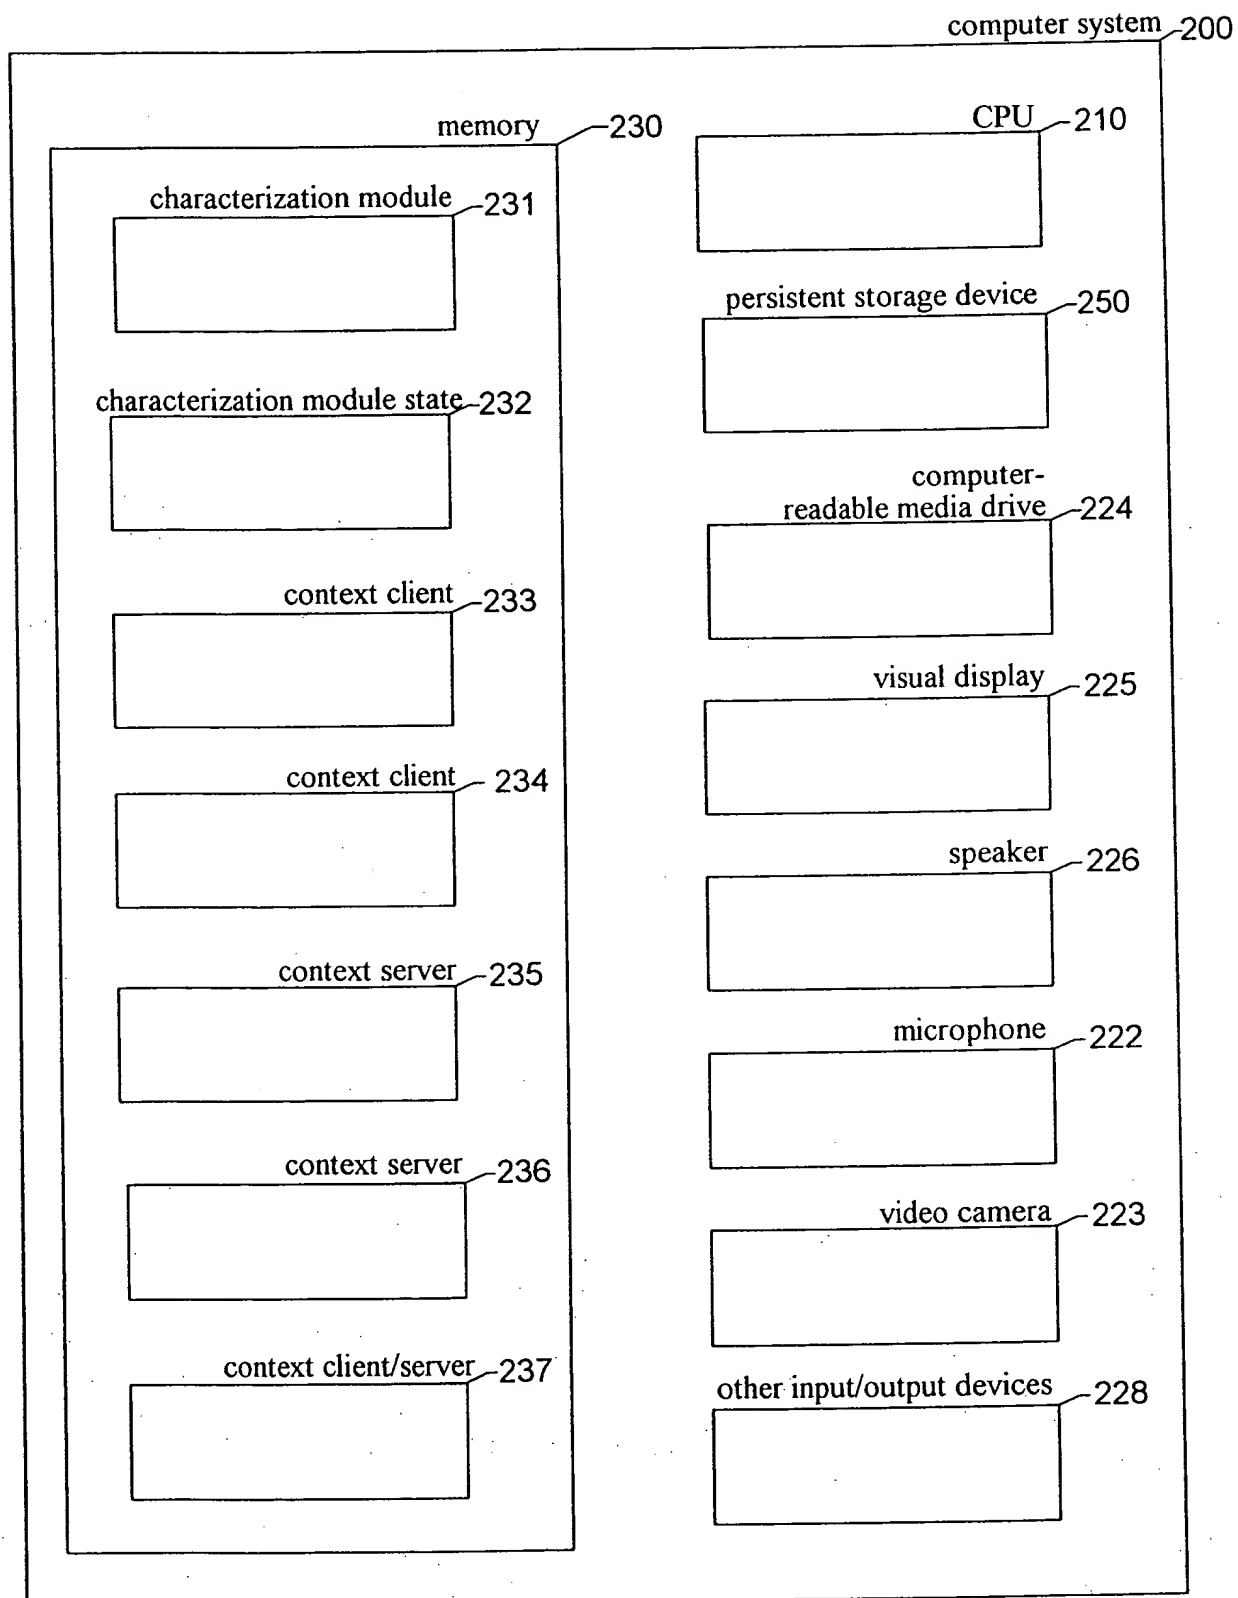 computer system 200
memory 230
characterization module 231
characterization module state 232
context client 233
context client 234
context server 235
context server 236
context client/server 237
CPU 210
persistent storage device 250
computer-
readable media drive 224
visual display 225
speaker 226
microphone 222
video camera 223
other input/output devices 228